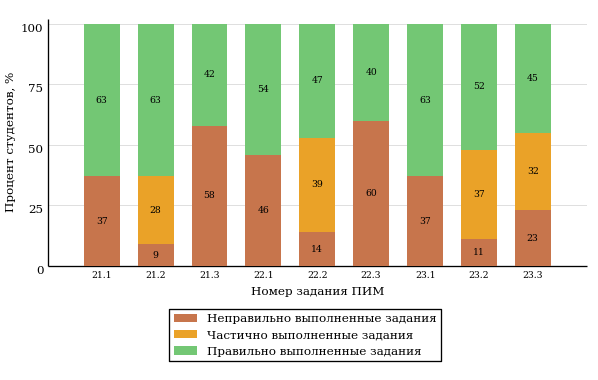 100
75
50
25
0
Процент студентов, %
63 63 42 54 47 40 63 52 45
28 39 37 32
37 9 58 46 14 60 37 11 23
21.1 21.2 21.3 22.1 22.2 22.3 23.1 23.2 23.3
Номер задания ПИМ
Неправильно выполненные задания
Частично выполненные задания
Правильно выполненные задания